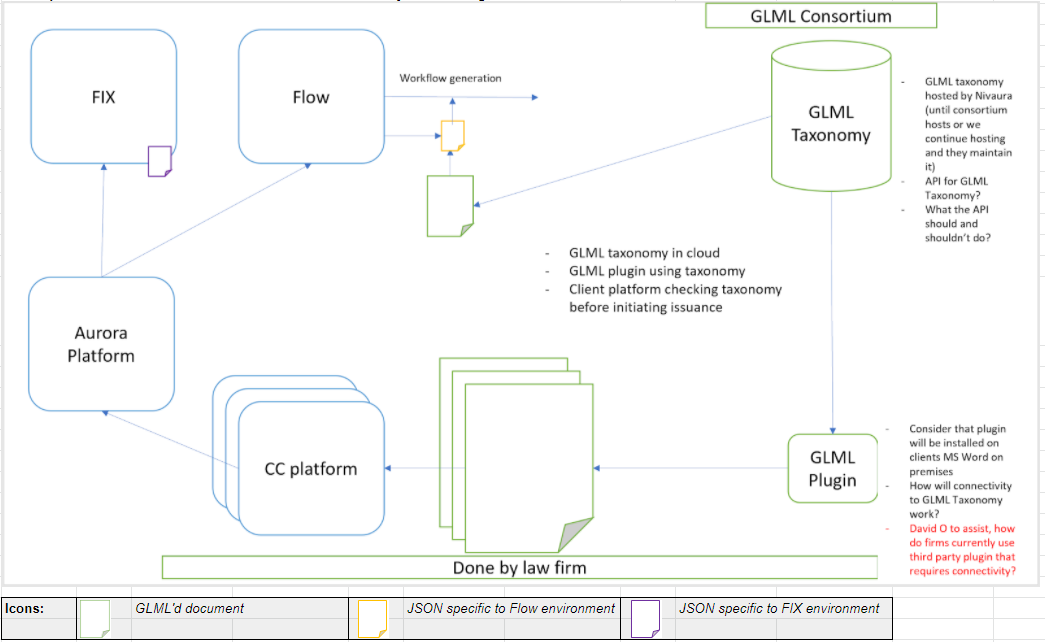 GLML Consortium
FIX
Flow
Workflow generation
GLML
Taxonomy
- GLML taxonomy
hosted by Nivaura
(until consortium
hosts or we
continue hosting
and they maintain
it)
- API for GLML
Taxonomy?
- What the API
should and
shouldn't do?
- GLML taxonomy in cloud
- GLML plugin using taxonomy
- Client platform checking taxonomy
before initiating issuance
Aurora
Platform
CC platform
GLML
Plugin
- Consider that plugin
will be installed on
clients MS Word on
premises
- How will connectivity
to GLML Taxonomy
work?
- David O to assist, how
do firms currently use
third party plugin that
requires connectivity?
Done by law firm
Icons:
GLML'd document
JSON specific to Flow environment
JSON specific to FIX environment